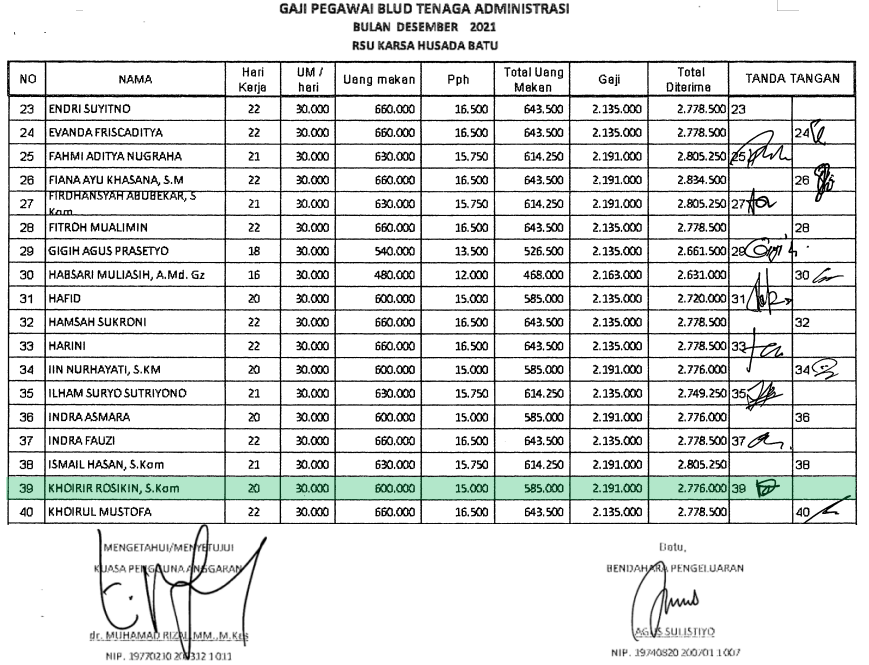 GAJI PEGAWAI BLUD TENAGA ADMINISTRASI
BULAN DESEMBER 2021
RSU KARSA HUSADA BATU
NO NAMA Hari Kerja UM / hari Uang makan Pph Total Uang Makan Gaji Total Diterima TANDA TANGAN
23 ENDRI SUYITNO 22 30.000 660.000 16.500 643.500 2.135.000 2.778.500 23
24 EVANDA FRISCADITYA 22 30.000 660.000 16.500 643.500 2.135.000 2.778.500 24
25 FAHMI ADITYA NUGRAHA 21 30.000 630.000 15.750 614.250 2.191.000 2.805.250 25
26 FIANA AYU KHASANA, S.M 22 30.000 660.000 16.500 643.500 2.191.000 2.834.500 26
27 FIRDHANSYAH ABUBEKAR, S Kom 21 30.000 630.000 15.750 614.250 2.191.000 2.805.250 27
28 FITROH MUALIMIN 22 30.000 660.000 16.500 643.500 2.135.000 2.778.500 28
29 GIGIH AGUS PRASETYO 18 30.000 540.000 13.500 526.500 2.135.000 2.661.500 29
30 HABSARI MULIASIH, A.Md. Gz 16 30.000 480.000 12.000 468.000 2.163.000 2.631.000 30
31 HAFID 20 30.000 600.000 15.000 585.000 2.135.000 2.720.000 31
32 HAMSAH SUKRONI 22 30.000 660.000 16.500 643.500 2.135.000 2.778.500 32
33 HARINI 22 30.000 660.000 16.500 643.500 2.135.000 2.778.500 33
34 IIN NURHAYATI, S.KM 20 30.000 600.000 15.000 585.000 2.191.000 2.776.000 34
35 ILHAM SURYO SUTRIYONO 21 30.000 630.000 15.750 614.250 2.135.000 2.749.250 35
36 INDRA ASMARA 20 30.000 600.000 15.000 585.000 2.191.000 2.776.000 36
37 INDRA FAUZI 22 30.000 660.000 16.500 643.500 2.135.000 2.778.500 37
38 ISMAIL HASAN, S.Kom 21 30.000 630.000 15.750 614.250 2.191.000 2.805.250 38
39 KHOIRIR ROSIKIN, S.Kom 20 30.000 600.000 15.000 585.000 2.191.000 2.776.000 39
40 KHOIRUL MUSTOFA 22 30.000 660.000 16.500 643.500 2.135.000 2.778.500 40
MENGETAHUI/MENYETUJUI
KUASA PENGGUNA ANGGARAN
dr. MUHAMAD RIZAL, MM., M.Kes
NIP. 19770210 1011
Batu,
BENDAHARA PENGELUARAN
AGUS SULISTIYO
NIP. 19740820 200701 1007